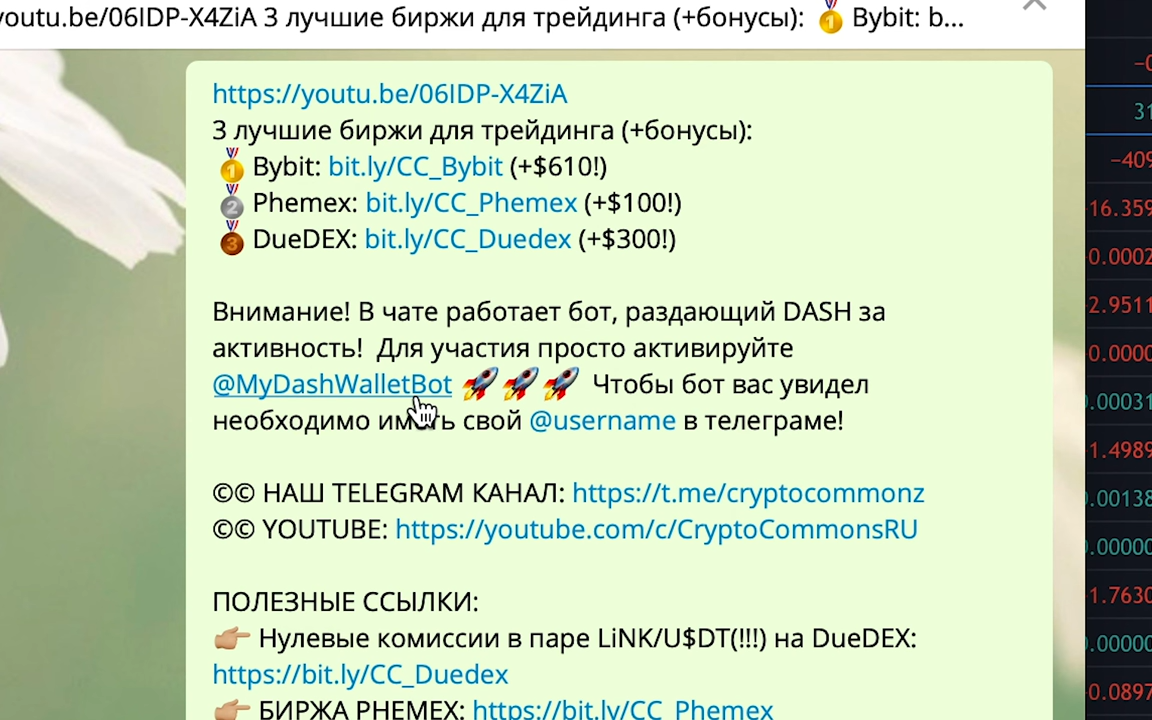 youtu.be/06IDP-X4ZiA 3 лучшие биржи для трейдинга (+бонусы): 🥇 Bybit: b...
https://youtu.be/06IDP-X4ZiA
3 лучшие биржи для трейдинга (+бонусы):
🥇 Bybit: bit.ly/CC_Bybit (+$610!)
🥈 Phemex: bit.ly/CC_Phemex (+$100!)
🥉 DueDEX: bit.ly/CC_Duedex (+$300!)
Внимание! В чате работает бот, раздающий DASH за
активность!  Для участия просто активируйте
@MyDashWalletBot 🚀🚀🚀  Чтобы бот вас увидел
необходимо иметь свой @username в телеграме!
©© НАШ TELEGRAM КАНАЛ: https://t.me/cryptocommonz
©© YOUTUBE: https://youtube.com/c/CryptoCommonsRU
ПОЛЕЗНЫЕ ССЫЛКИ:
👉🏼 Нулевые комиссии в паре LiNK/U$DT(!!!) на DueDEX:
https://bit.ly/CC_Duedex
👉🏼 БИРЖА PHEMEX: https://bit.ly/CC_Phemex